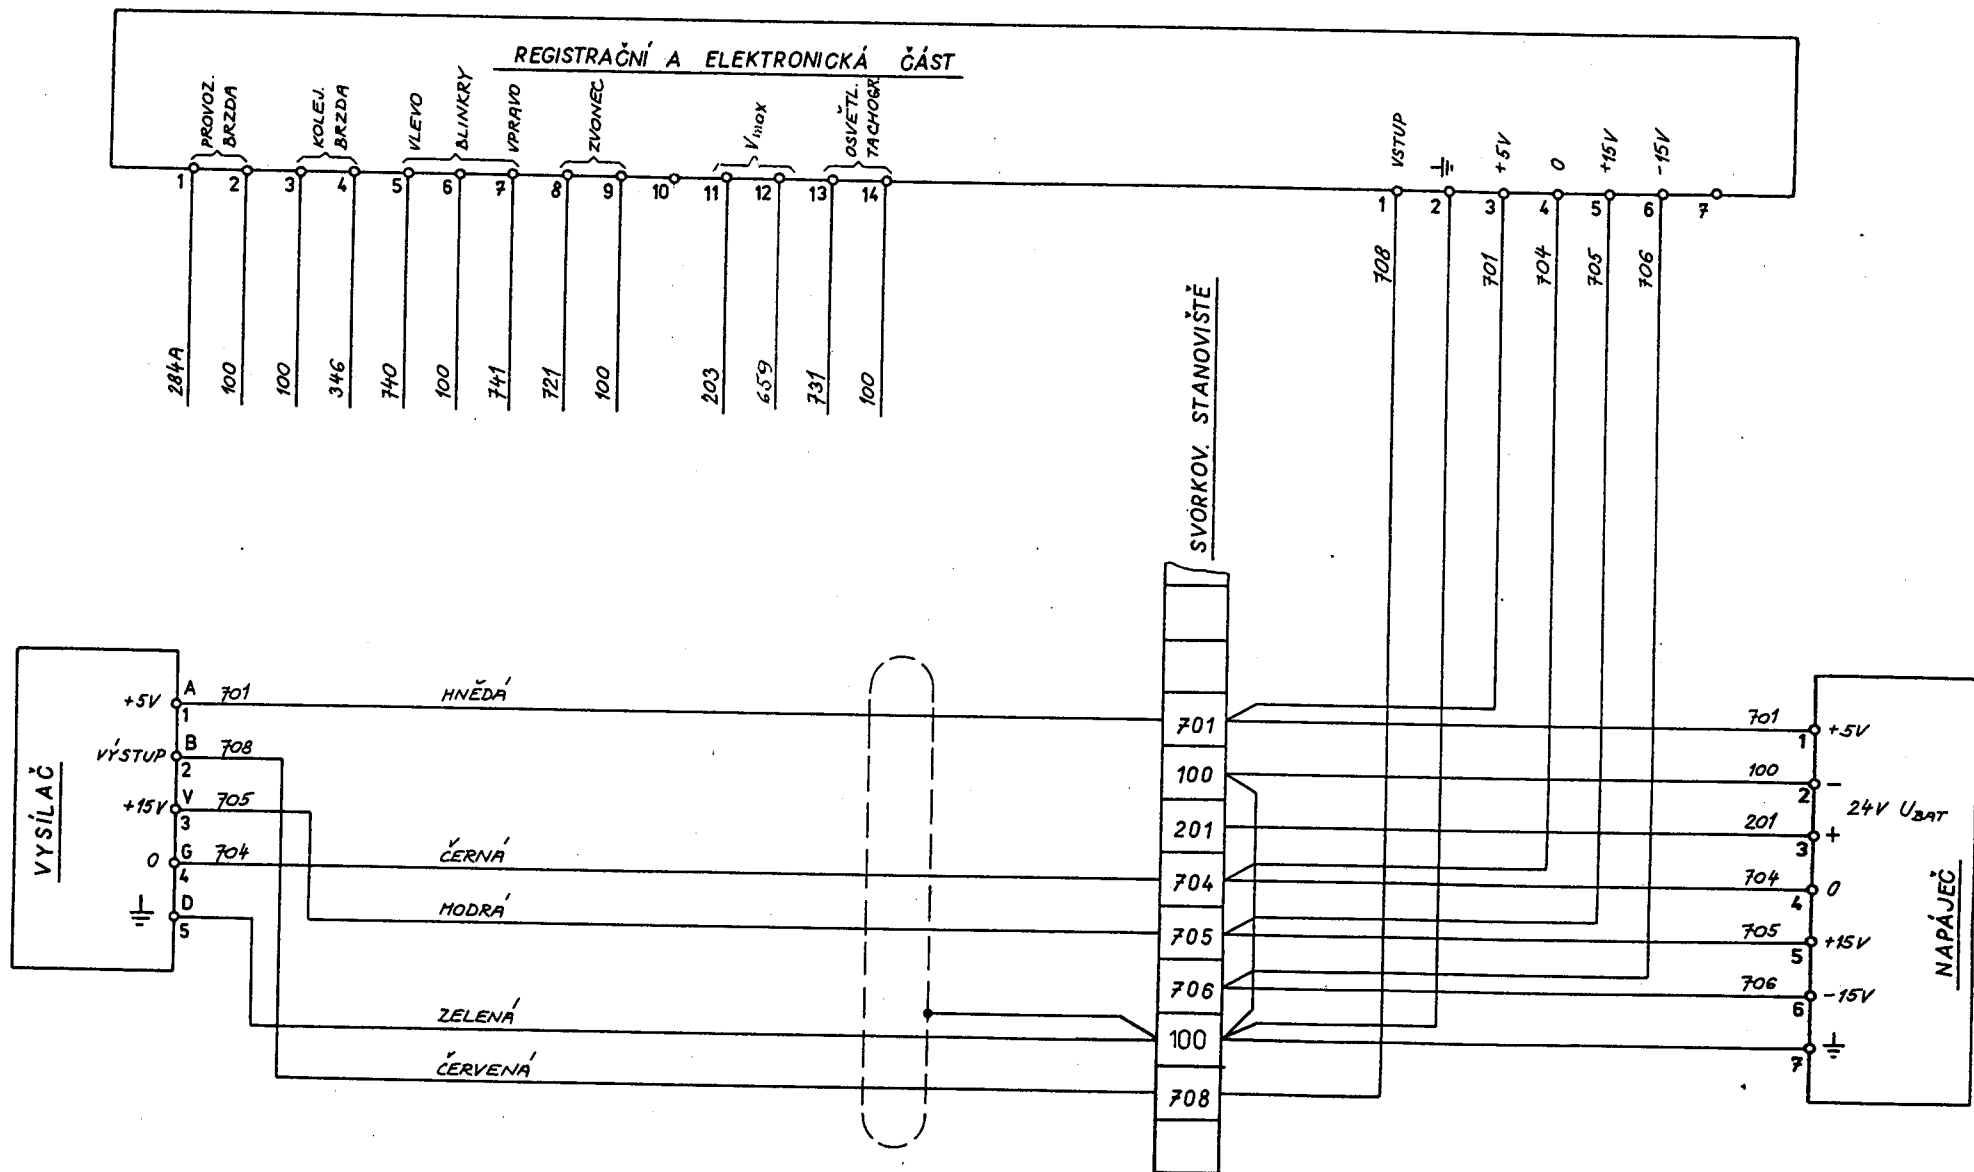 REGISTRAČNÍ A ELEKTRONICKÁ ČÁST
PROVOZ.
BRZDA
KOLEJ.
BRZDA
VLEVO
BLINKRY
VPRAVO
ZVONEC
Vmax
OSVĚTL.
TACHOGR.
VSTUP
+5V
0
+15V
-15V
1 2 3 4 5 6 7 8 9 10 11 12 13 14
1 2 3 4 5 6 7
284A
100
100
346
740
100
741
721
100
203
659
731
100
708
701
704
705
706
SVORKOV. STANOVIŠTĚ
VYSÍLAČ
+5V A 1 701 HNĚDÁ
VÝSTUP B 2 708
+15V V 3 705
0 G 4 704 ČERNÁ
D 5
MODRÁ
ZELENÁ
ČERVENÁ
701
100
201
704
705
706
100
708
701 1 +5V
100 2 -
24V UBAT
201 3 +
704 4 0
705 5 +15V
706 6 -15V
7
NAPÁJEČ